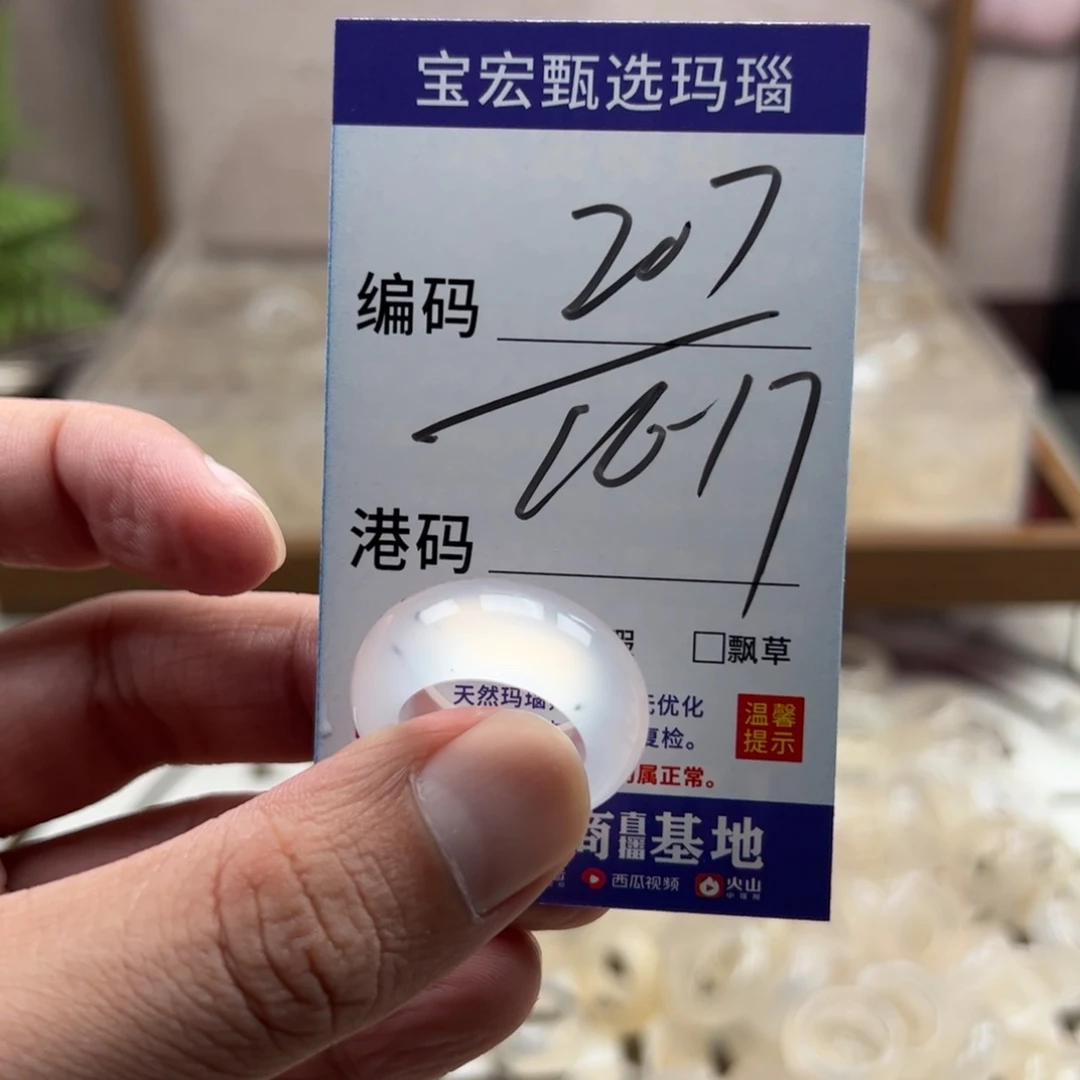 宝宏甄选玛瑙
编码 207
港码 16-17
□飘草
天然玛瑙 优化
复检。
属正常。
温馨
提示
商直播基地
西瓜视频 火山